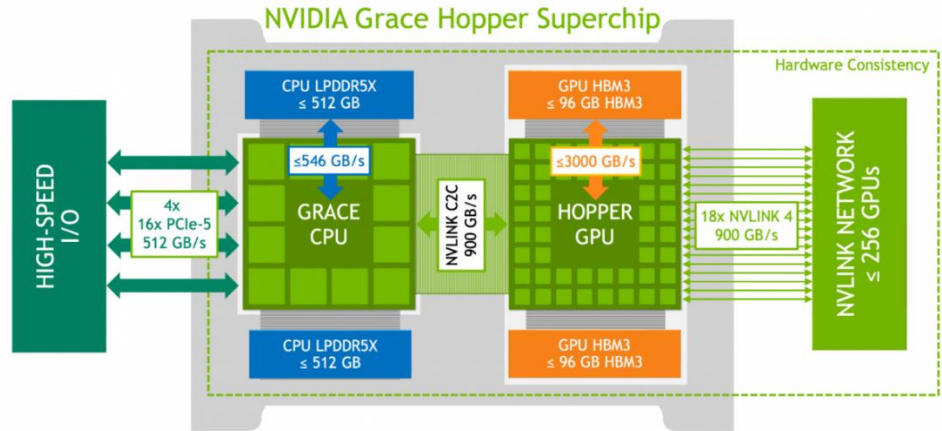 NVIDIA Grace Hopper Superchip
Hardware Consistency
HIGH-SPEED
I/O
4x
16x PCIe-5
512 GB/s
CPU LPDDR5X
≤ 512 GB
≤546 GB/s
GRACE
CPU
CPU LPDDR5X
≤ 512 GB
NVLINK C2C
900 GB/s
GPU HBM3
≤ 96 GB HBM3
≤3000 GB/s
HOPPER
GPU
GPU HBM3
≤ 96 GB HBM3
18x NVLINK 4
900 GB/s
NVLINK NETWORK
≤ 256 GPUs